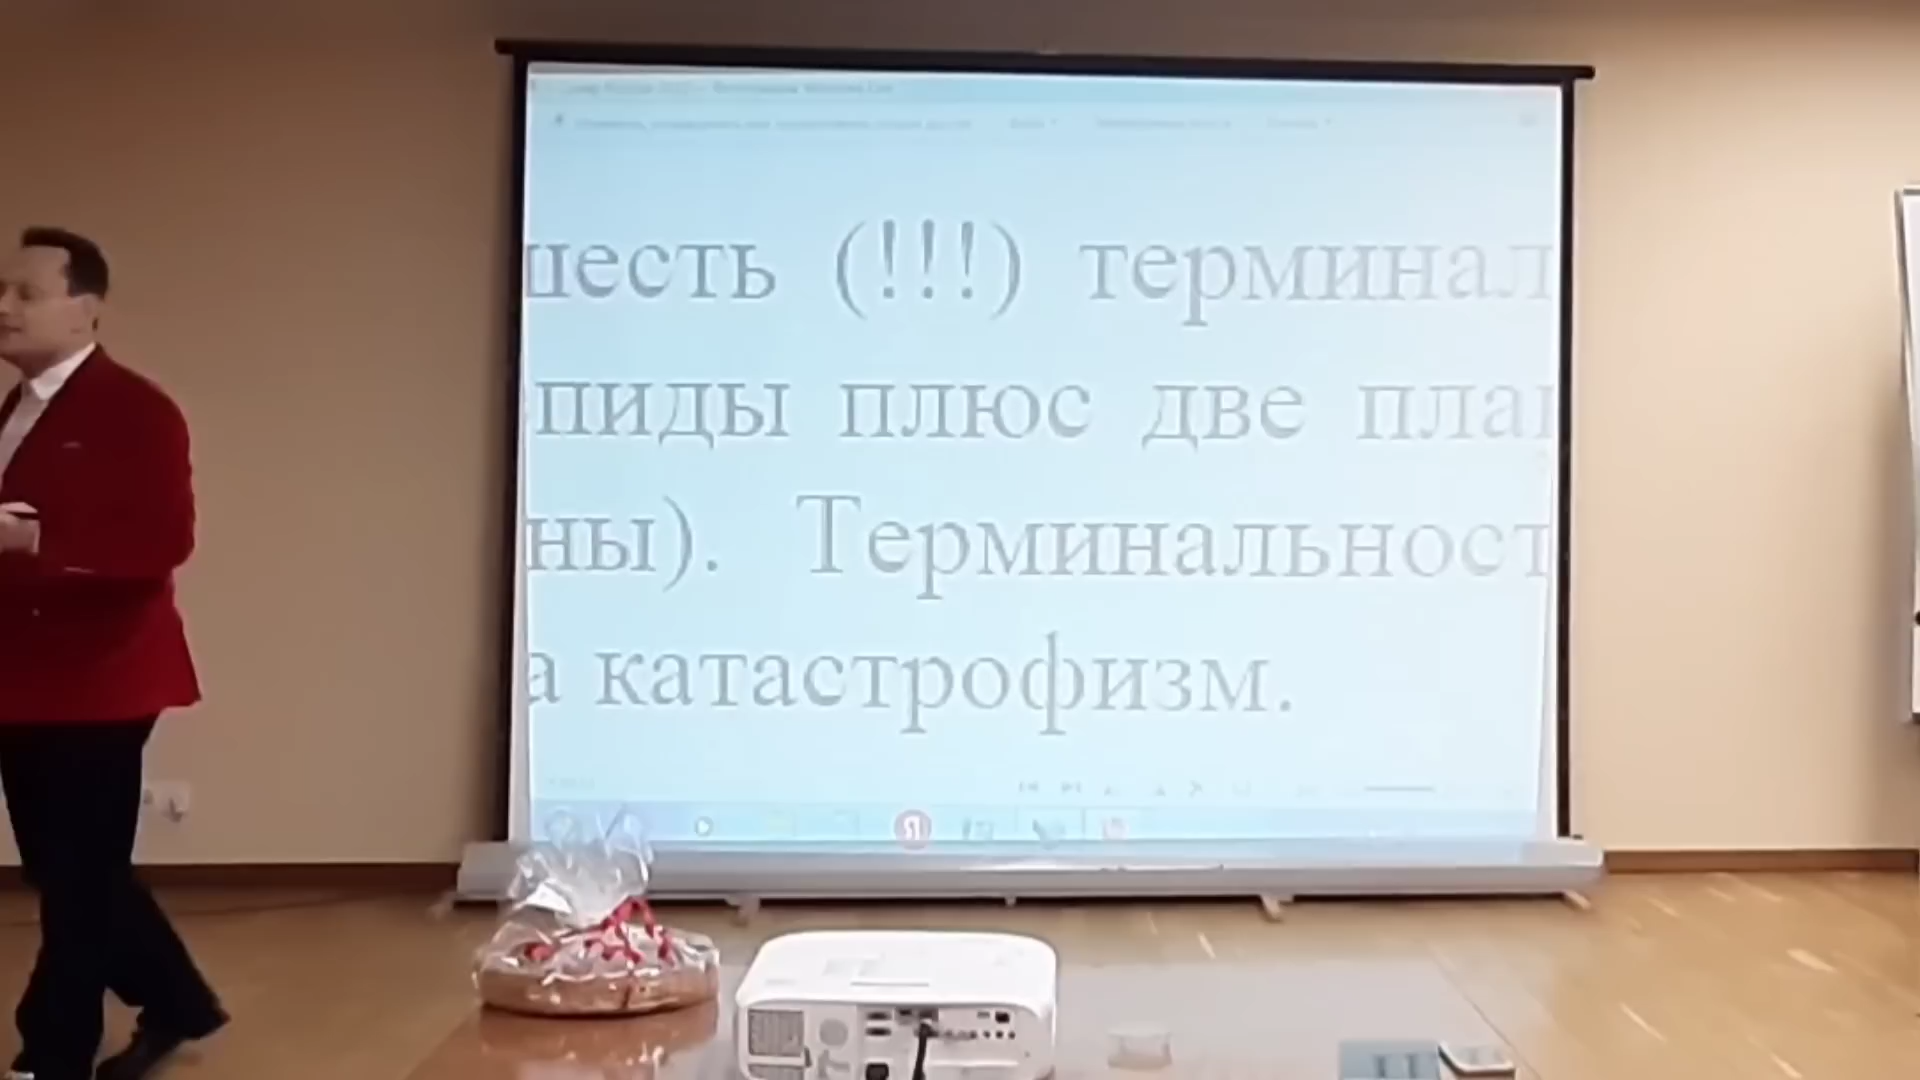 шесть (!!!) терминал
пиды плюс две пла
ны). Терминальност
а катастрофизм.
Я